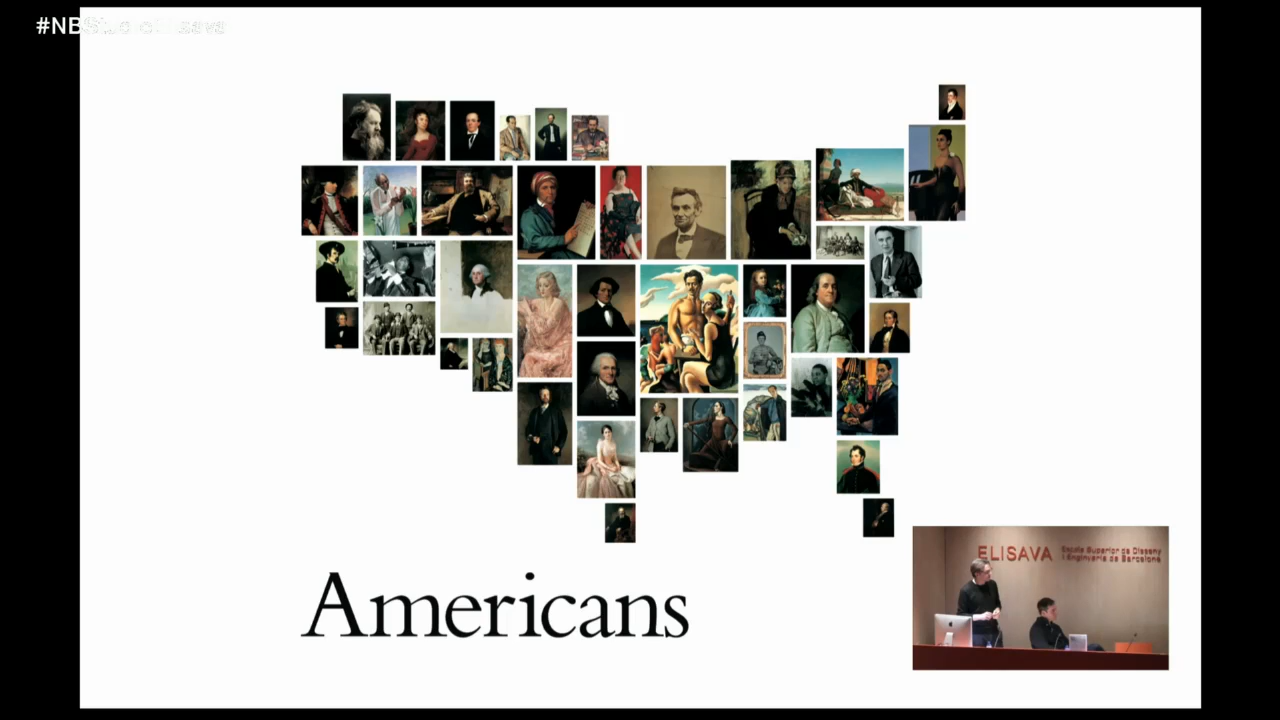 Americans
ELISAVA
Escola Superior de Disseny
i Enginyeria de Barcelona